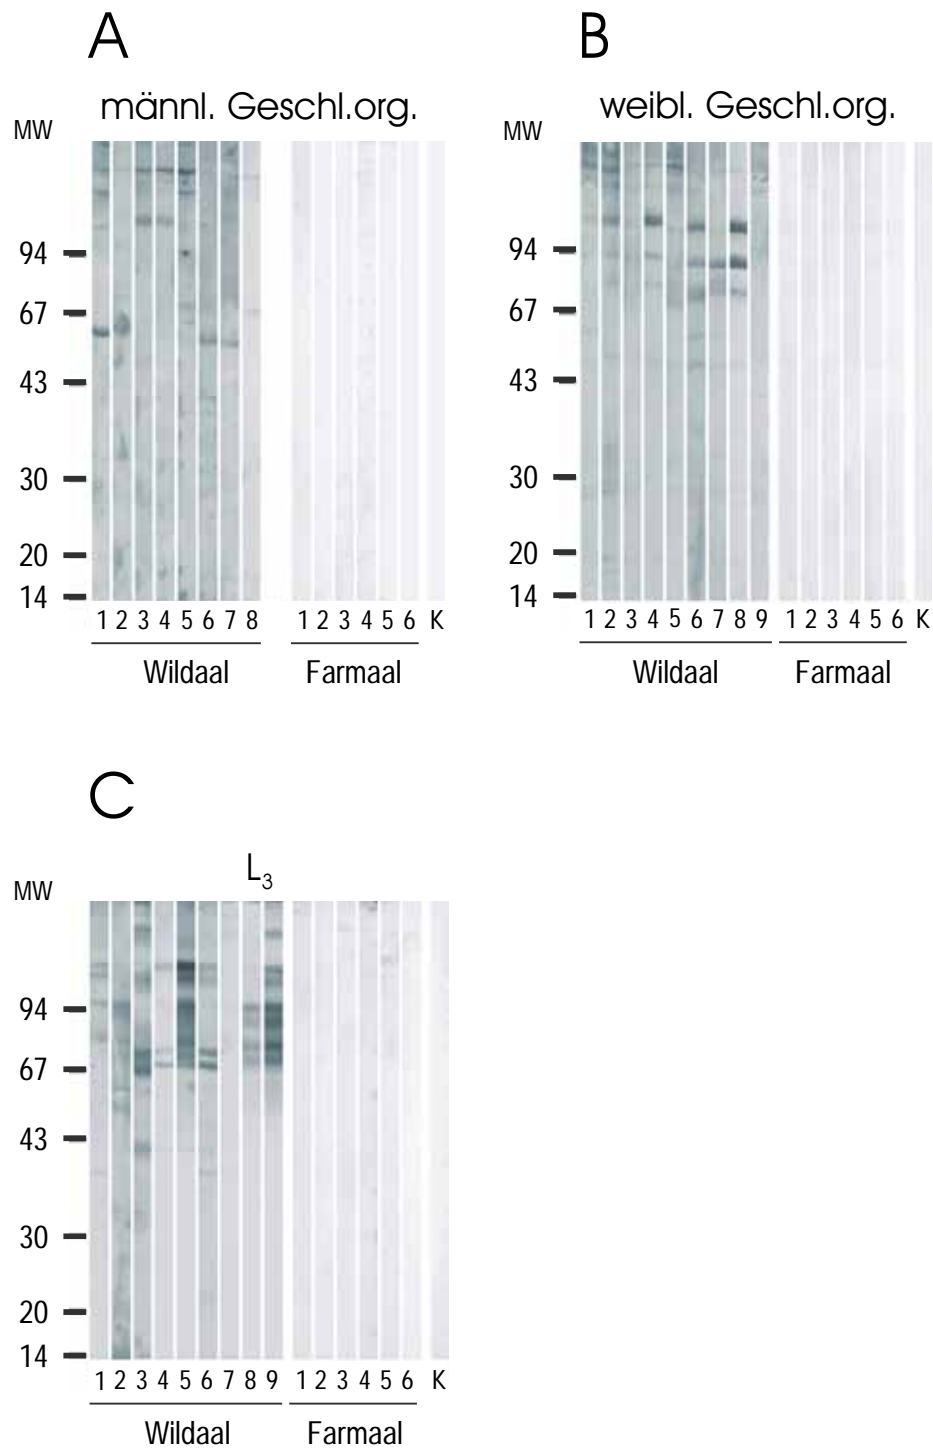 A
männl. Geschl.org.
MW
94
67
43
30
20
14
1 2 3 4 5 6 7 8 1 2 3 4 5 6 K
Wildaal Farmaal
B
weibl. Geschl.org.
MW
94
67
43
30
20
14
1 2 3 4 5 6 7 8 9 1 2 3 4 5 6 K
Wildaal Farmaal
C
L3
MW
94
67
43
30
20
14
1 2 3 4 5 6 7 8 9 1 2 3 4 5 6 K
Wildaal Farmaal